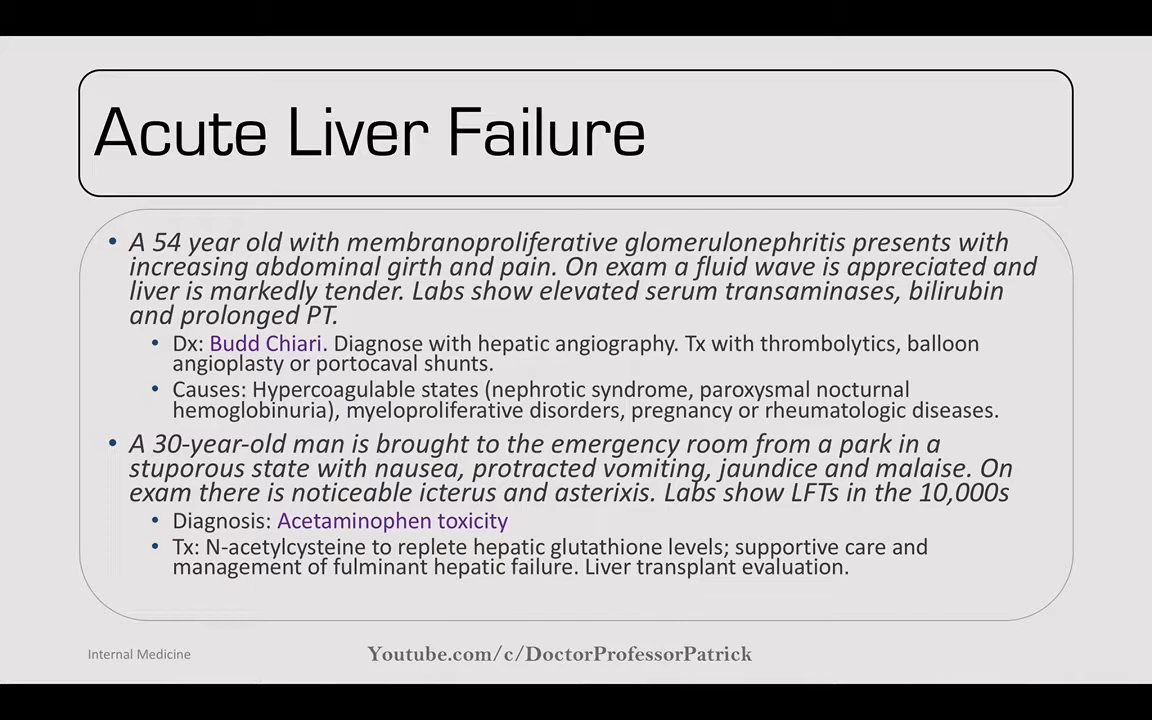 Acute Liver Failure
• A 54 year old with membranoproliferative glomerulonephritis presents with
increasing abdominal girth and pain. On exam a fluid wave is appreciated and
liver is markedly tender. Labs show elevated serum transaminases, bilirubin
and prolonged PT.
• Dx: Budd Chiari. Diagnose with hepatic angiography. Tx with thrombolytics, balloon
angioplasty or portocaval shunts.
• Causes: Hypercoagulable states (nephrotic syndrome, paroxysmal nocturnal
hemoglobinuria), myeloproliferative disorders, pregnancy or rheumatologic diseases.
• A 30-year-old man is brought to the emergency room from a park in a
stuporous state with nausea, protracted vomiting, jaundice and malaise. On
exam there is noticeable icterus and asterixis. Labs show LFTs in the 10,000s
• Diagnosis: Acetaminophen toxicity
• Tx: N-acetylcysteine to replete hepatic glutathione levels; supportive care and
management of fulminant hepatic failure. Liver transplant evaluation.
Internal Medicine
Youtube.com/c/DoctorProfessorPatrick